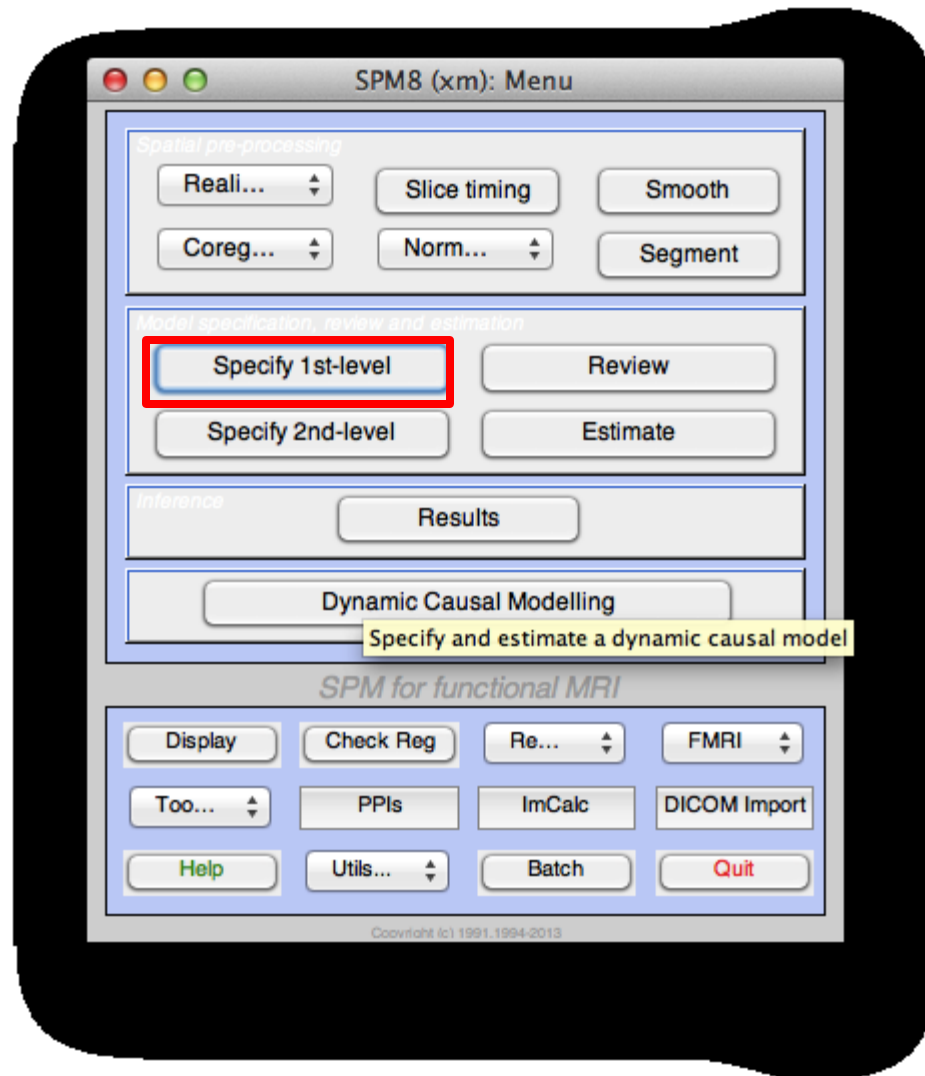 SPM8 (xm): Menu
Spatial pre-processing
Reali... Slice timing Smooth
Coreg... Norm... Segment
Model specification, review and estimation
Specify 1st-level Review
Specify 2nd-level Estimate
Inference
Results
Dynamic Causal Modelling
Specify and estimate a dynamic causal model
SPM for functional MRI
Display Check Reg Re... FMRI
Too... PPIs ImCalc DICOM Import
Help Utils... Batch Quit
Copyright (c) 1991,1994-2013